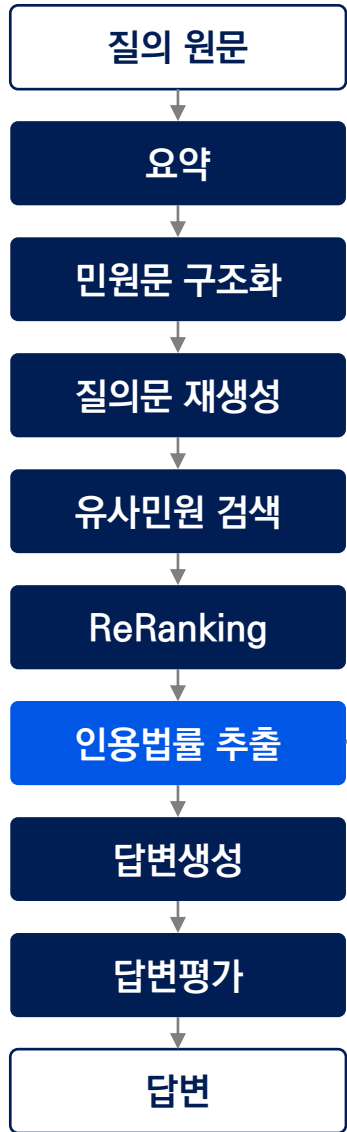 질의 원문
요약
민원문 구조화
질의문 재생성
유사민원 검색
ReRanking
인용법률 추출
답변생성
답변평가
답변